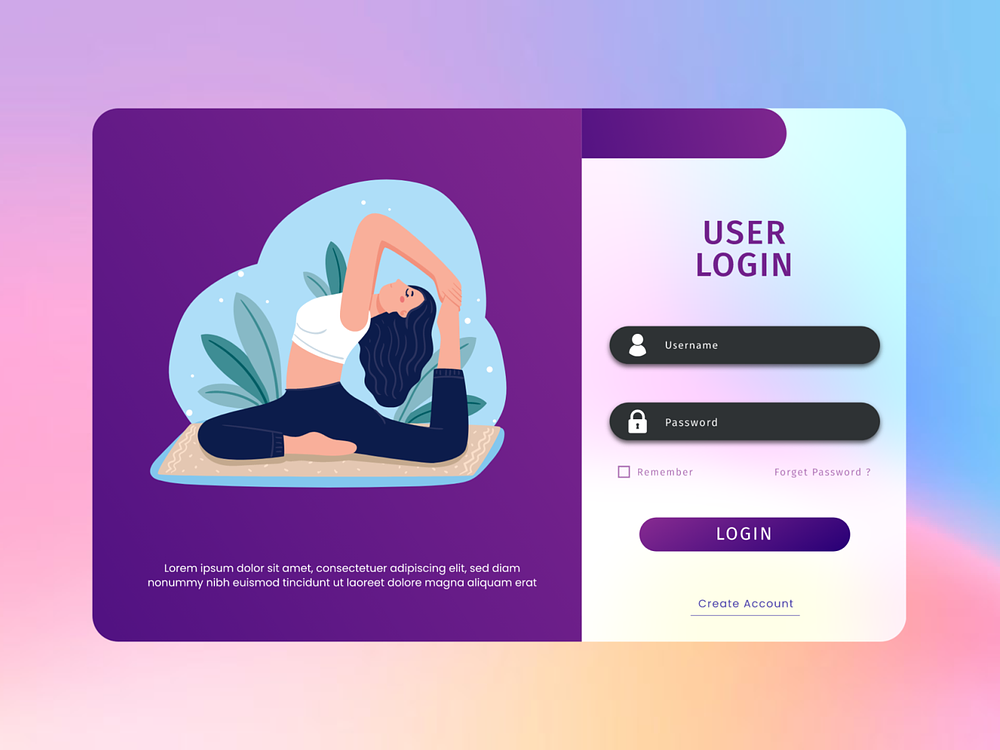 Lorem ipsum dolor sit amet, consectetuer adipiscing elit, sed diam
nonummy nibh euismod tincidunt ut laoreet dolore magna aliquam erat
USER
LOGIN
Username
Password
Remember
Forget Password ?
LOGIN
Create Account